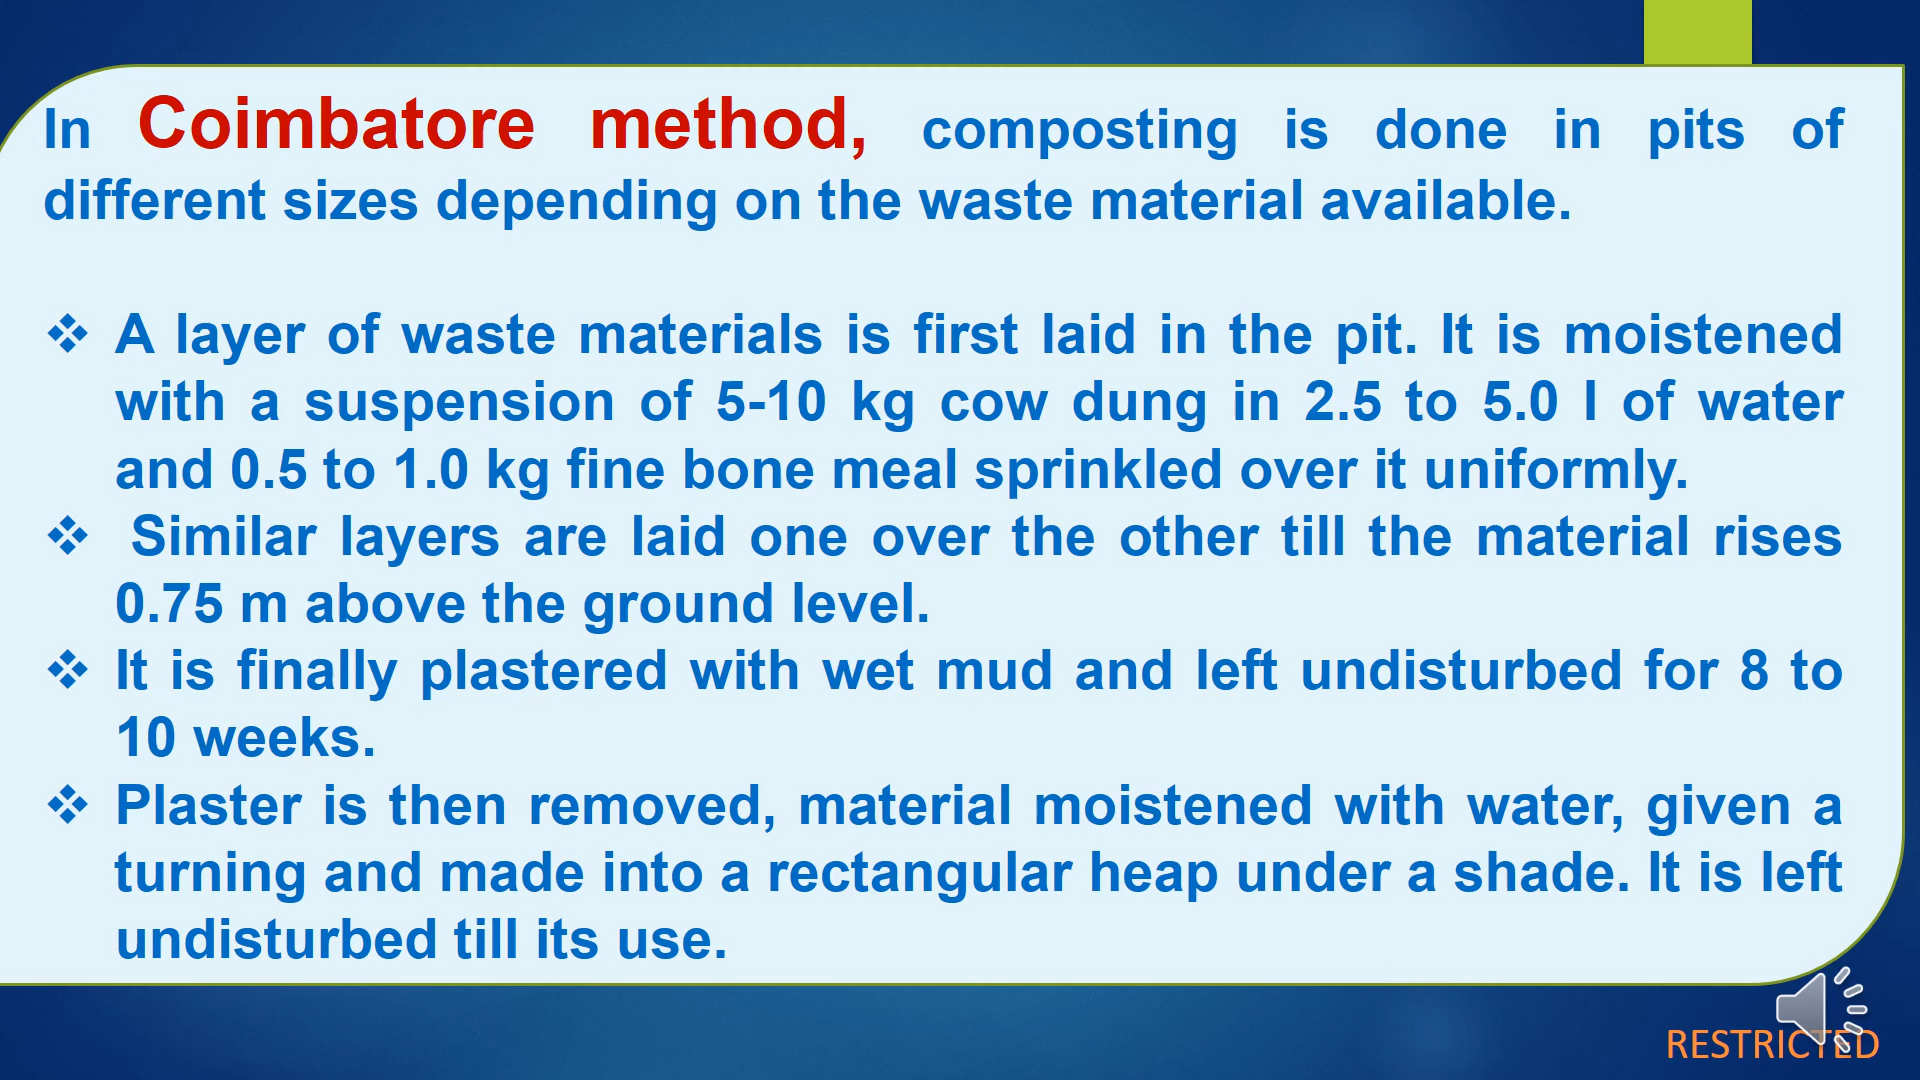 In Coimbatore method, composting is done in pits of
different sizes depending on the waste material available.
❖ A layer of waste materials is first laid in the pit. It is moistened
with a suspension of 5-10 kg cow dung in 2.5 to 5.0 l of water
and 0.5 to 1.0 kg fine bone meal sprinkled over it uniformly.
❖ Similar layers are laid one over the other till the material rises
0.75 m above the ground level.
❖ It is finally plastered with wet mud and left undisturbed for 8 to
10 weeks.
❖ Plaster is then removed, material moistened with water, given a
turning and made into a rectangular heap under a shade. It is left
undisturbed till its use.
RESTRICTED